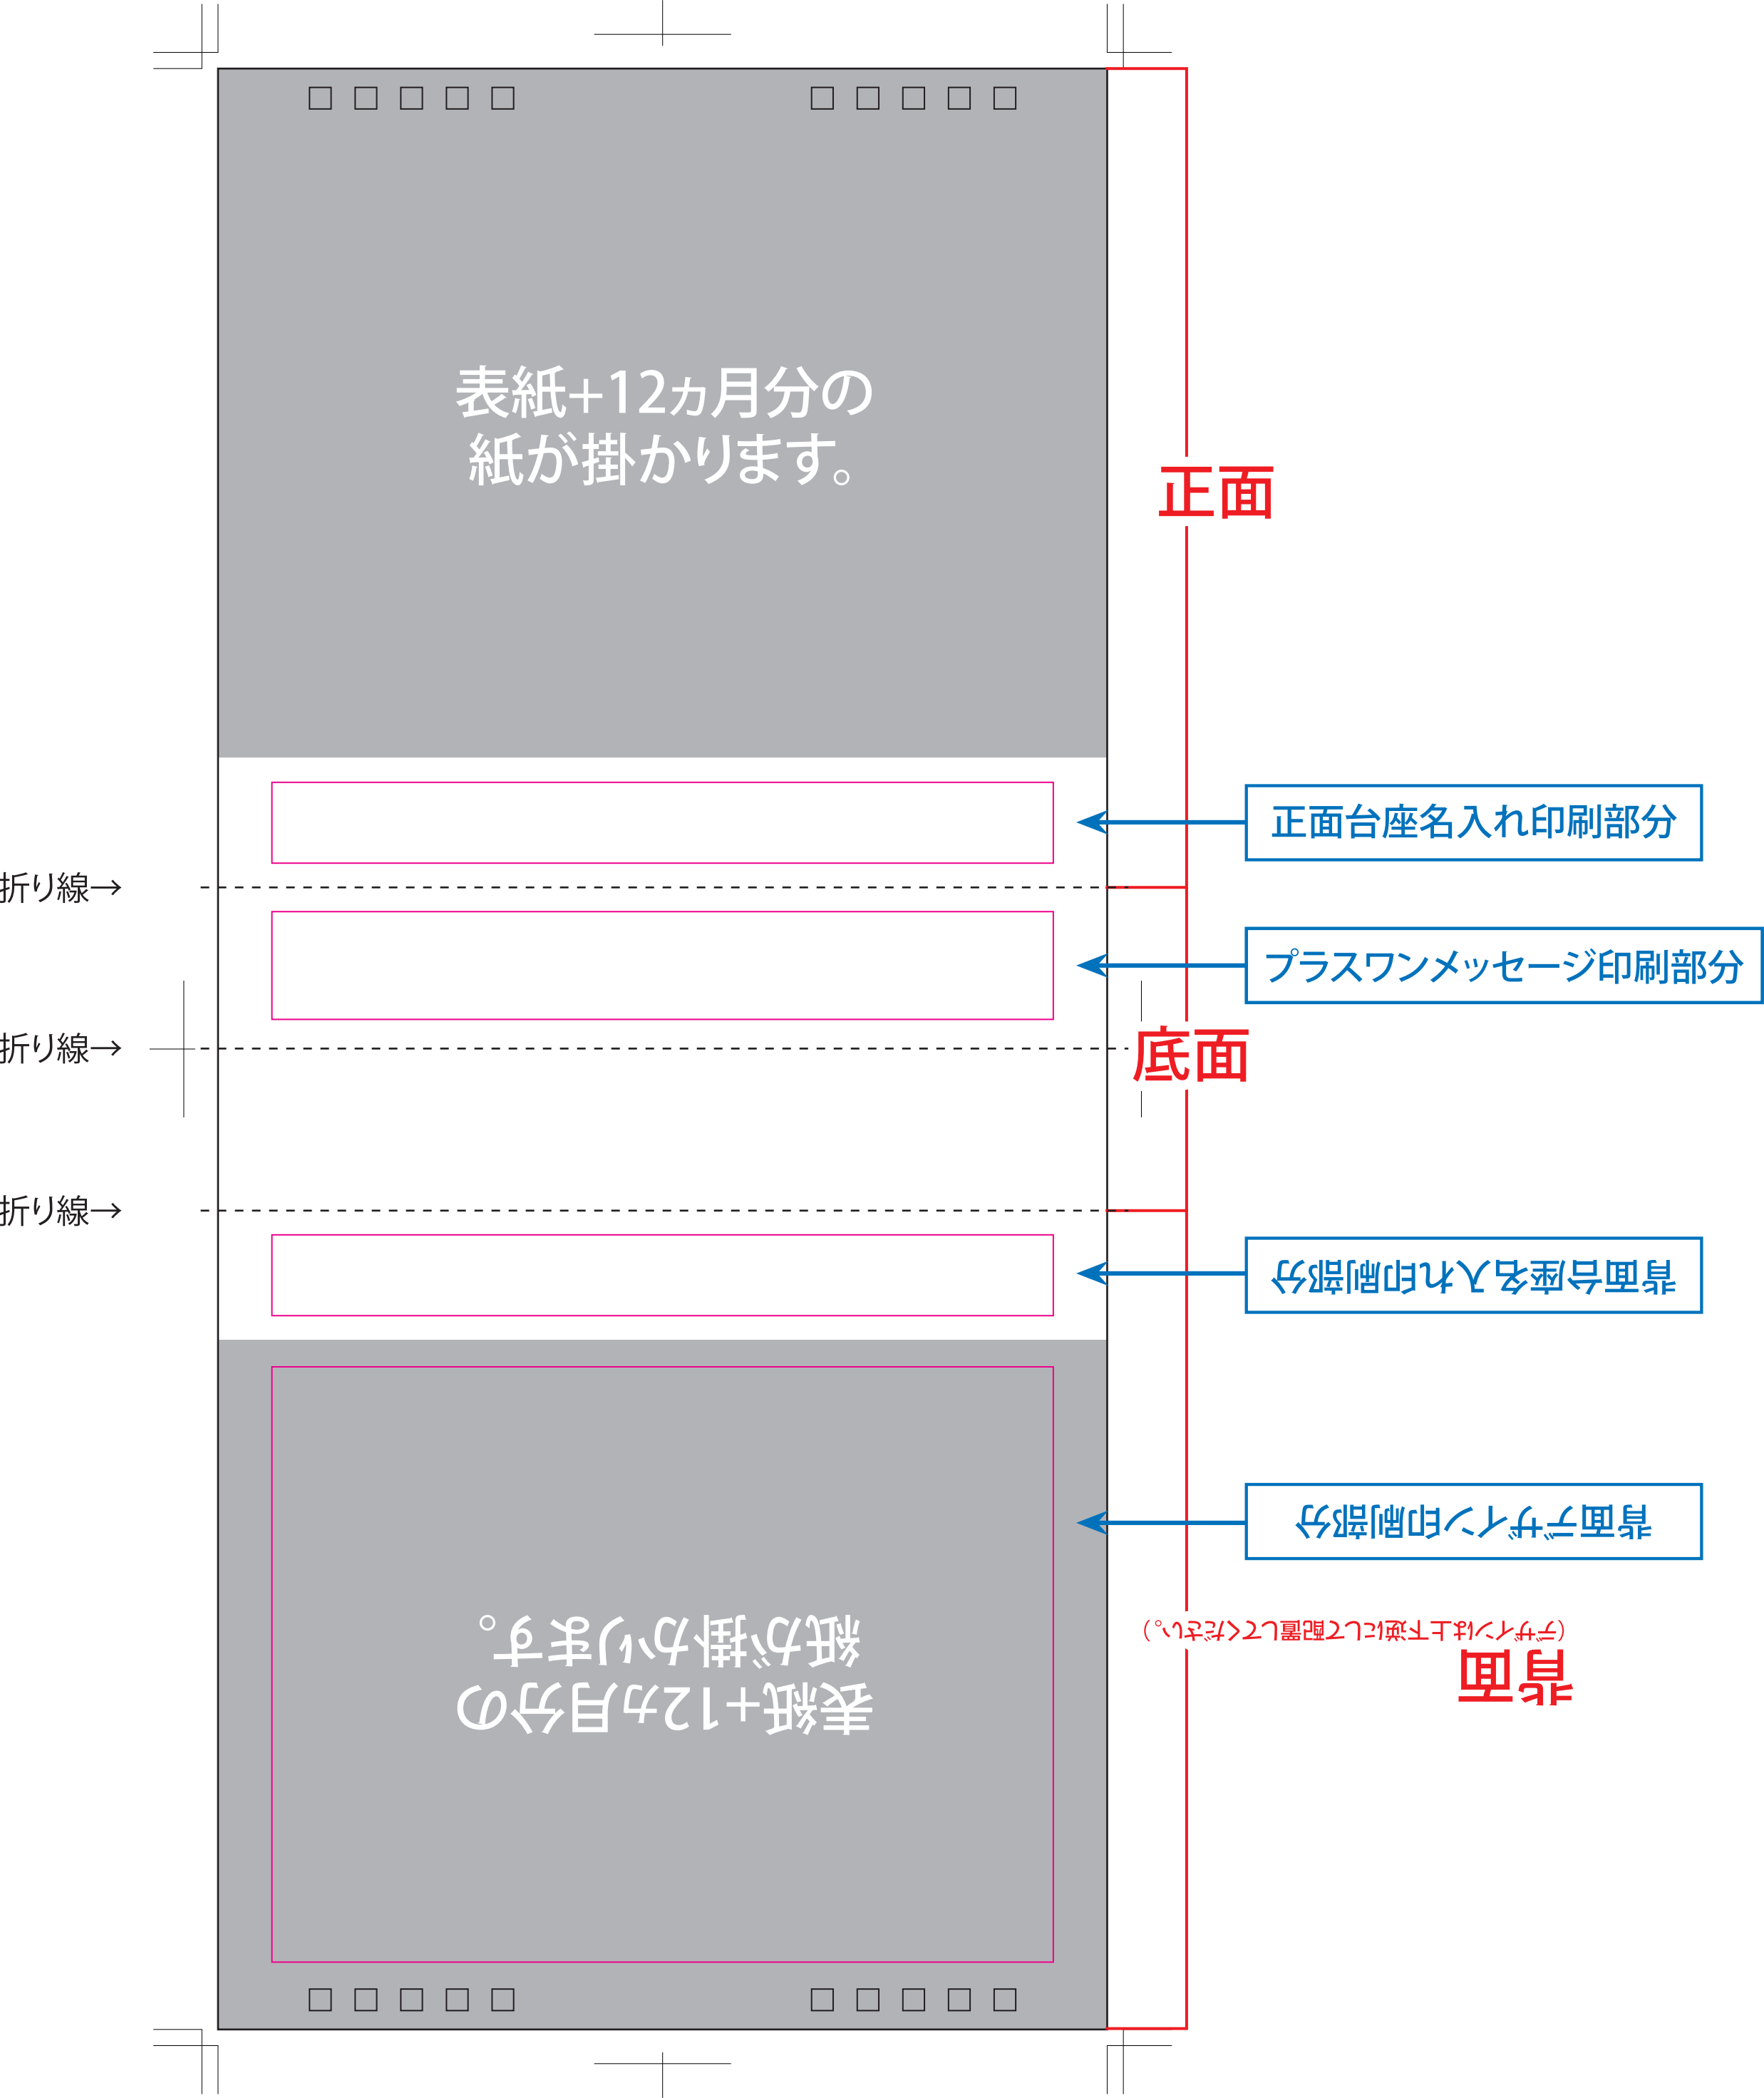 表紙+12ヵ月分の
紙が掛かります。
正面
正面台座名入れ印刷部分
折り線→
プラスワンメッセージ印刷部分
折り線→
底面
折り線→
背面台座名入れ印刷部分
背面デザイン印刷部分
(デザインは上下逆に配置してください。)
背面
表紙+12ヵ月分の
紙が掛かります。